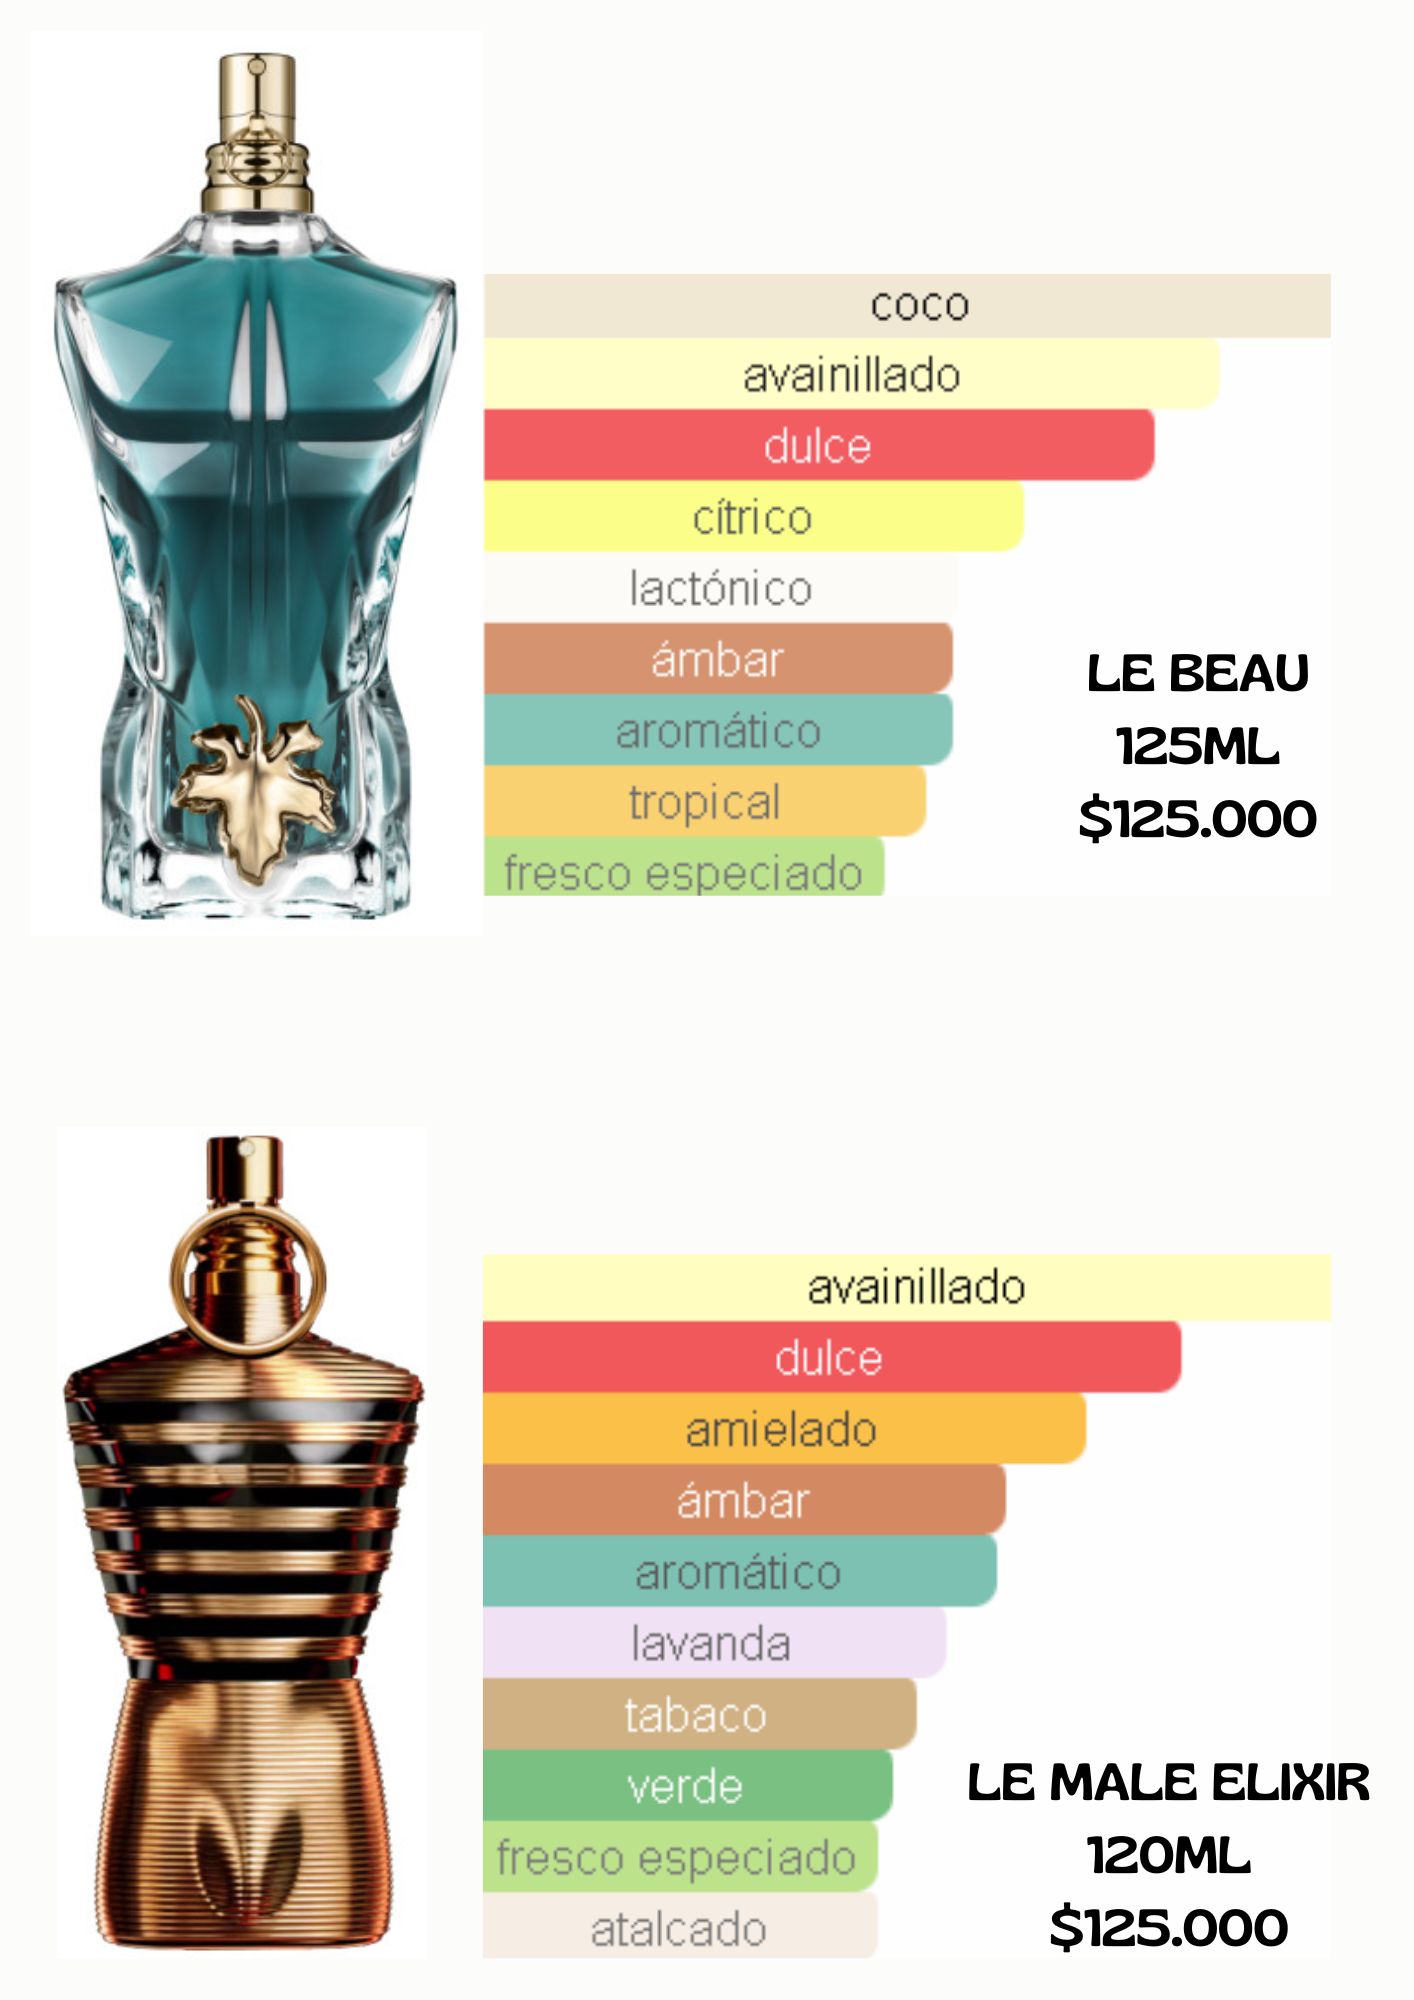 coco
avainillado
dulce
cítrico
lactónico
ámbar
aromático
tropical
fresco especiado
LE BEAU
125ML
$125.000
avainillado
dulce
amielado
ámbar
aromático
lavanda
tabaco
verde
fresco especiado
atalcado
LE MALE ELIXIR
120ML
$125.000